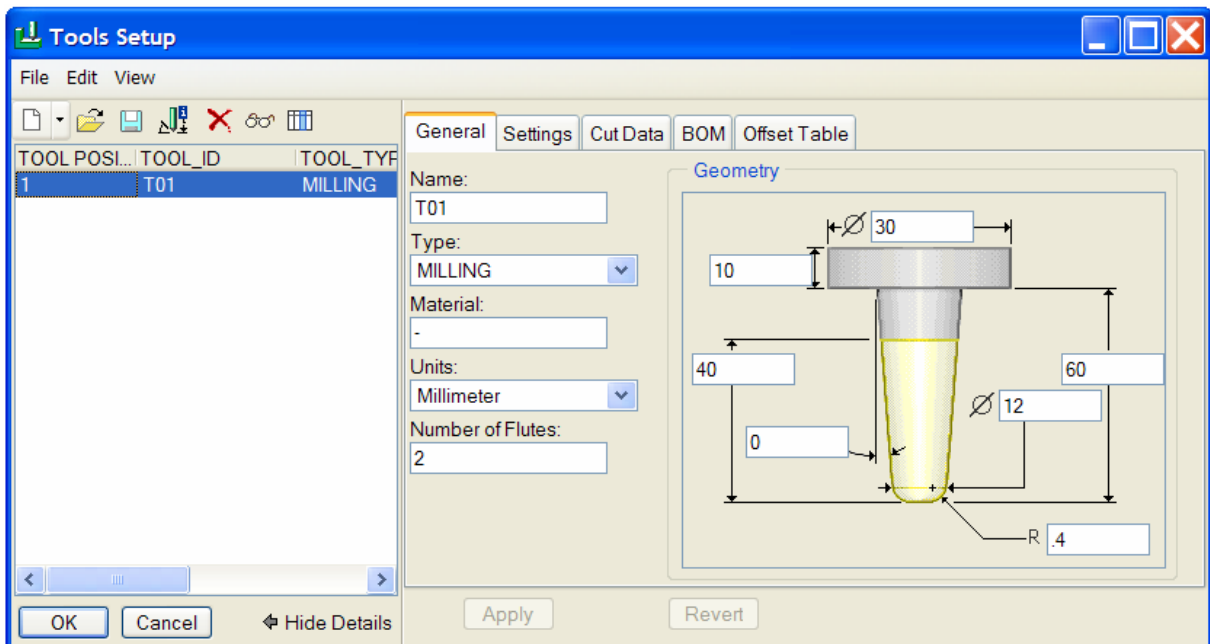 Tools Setup
File Edit View
TOOL POSI... TOOL_ID TOOL_TYP
1 T01 MILLING
General Settings Cut Data BOM Offset Table
Name:
T01
Type:
MILLING
Material:
-
Units:
Millimeter
Number of Flutes:
2
Geometry
Ø 30
10
40
60
Ø 12
0
R .4
OK Cancel Hide Details
Apply Revert